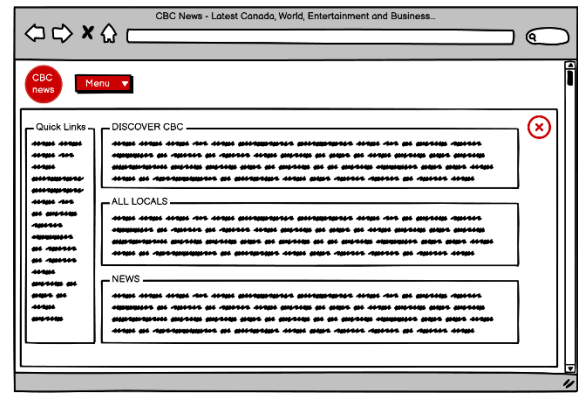 CBC News - Latest Canada, World, Entertainment and Business..
CBC
news
Menu
Quick Links
DISCOVER CBC
ALL LOCALS
NEWS